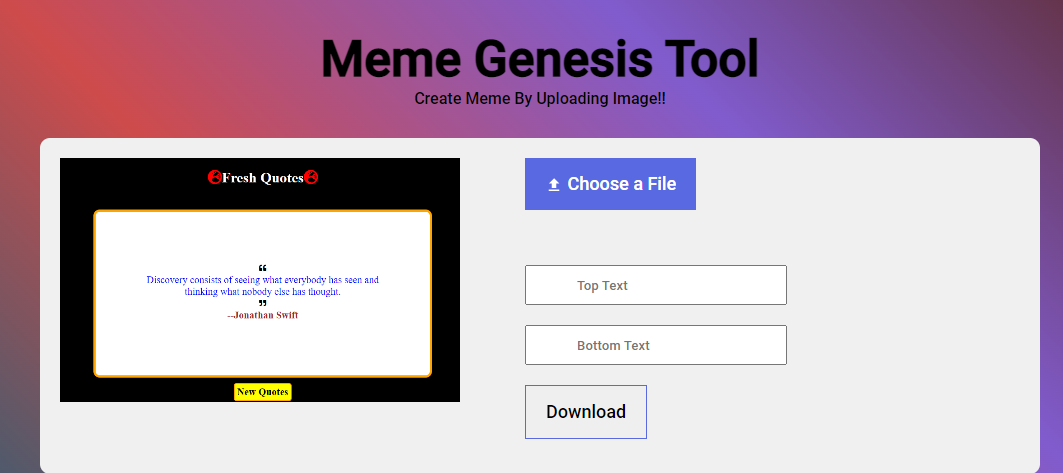 Meme Genesis Tool
Create Meme By Uploading Image!!
Fresh Quotes
❝
Discovery consists of seeing what everybody has seen and
thinking what nobody else has thought.
❞
--Jonathan Swift
New Quotes
Choose a File
Top Text
Bottom Text
Download